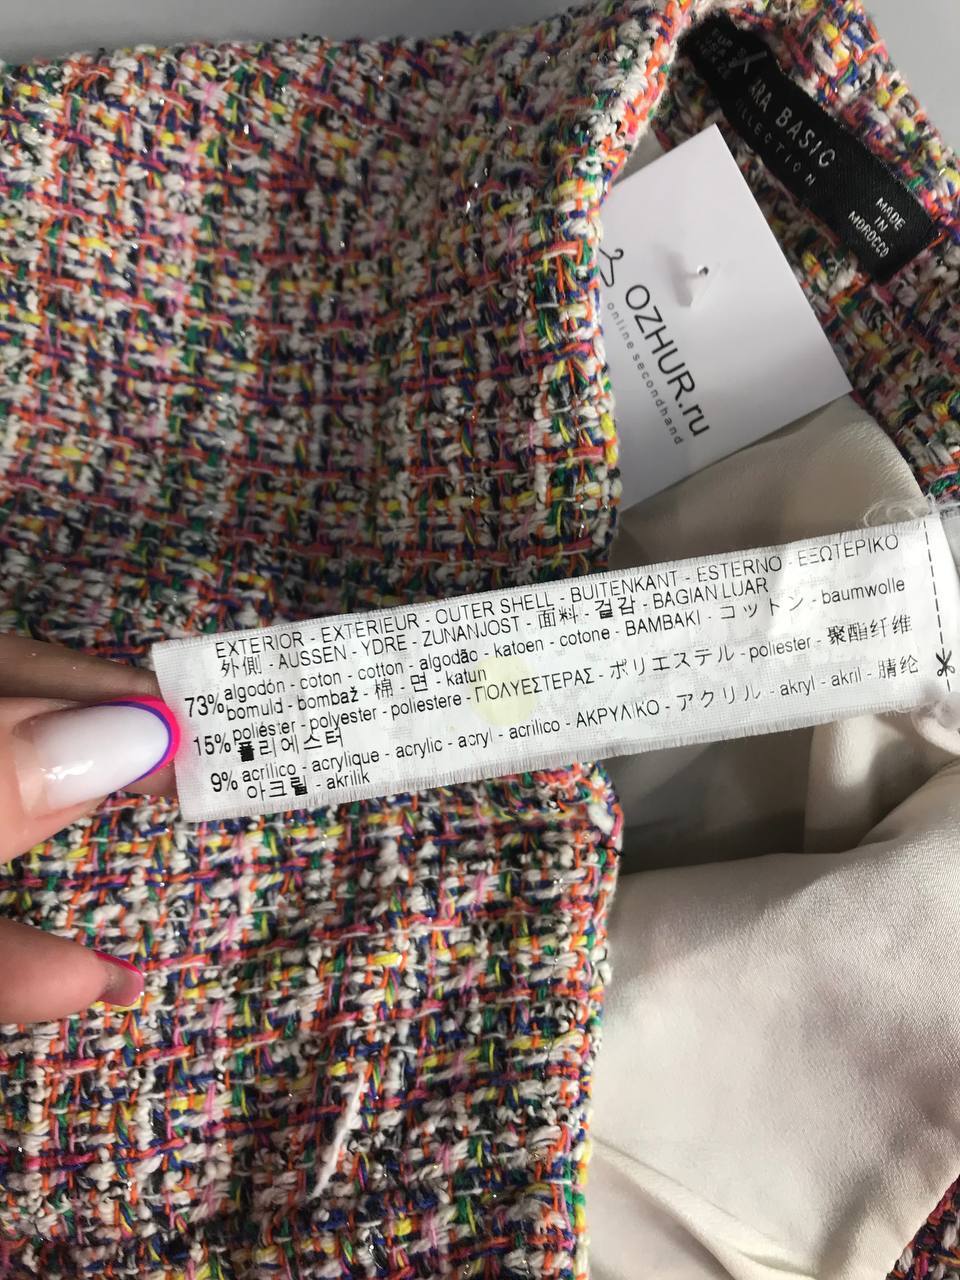 ARA BASIC
COLLECTION
MADE
IN
MOROCCO
OZHUR.ru
online secondhand
EXTERIOR - EXTÉRIEUR - OUTER SHELL - BUITENKANT - ESTERNO - ΕΞΩΤΕΡΙΚΟ
外側 - AUSSEN - YDRE - ZUNANJOST - 面料 - 겉감 - BAGIAN LUAR
73% algodón - coton - cotton - algodão - katoen - cotone - BAMBAKI - コットン - baumwolle
bomuld - bombaž - 棉 - 면 - katun
15% poliéster - polyester - poliestere - ΠΟΛΥΕΣΤΕΡΑΣ - ポリエステル - poliester - 聚酯纤维
폴리에스터
9% acrílico - acrylique - acrylic - acryl - acrilico - ΑΚΡΥΛΙΚΟ - アクリル - akryl - akril - 腈纶
아크릴 - akrilik